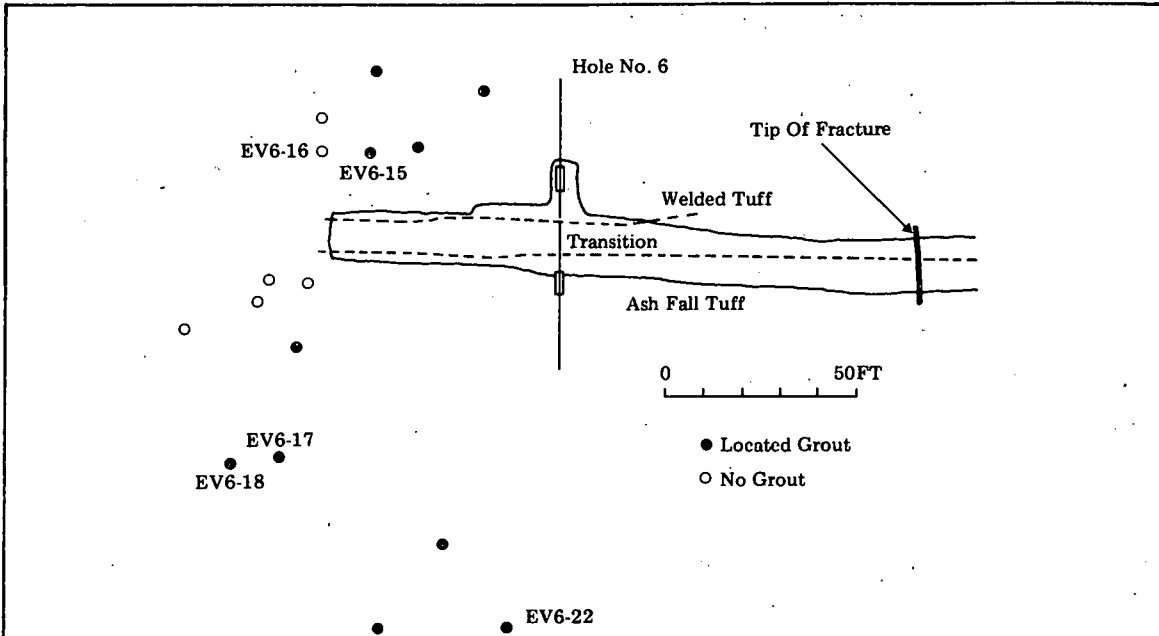 Hole No. 6
Tip Of Fracture
EV6-16
EV6-15
Welded Tuff
Transition
Ash Fall Tuff
0 50FT
EV6-17
Located Grout
EV6-18
No Grout
EV6-22